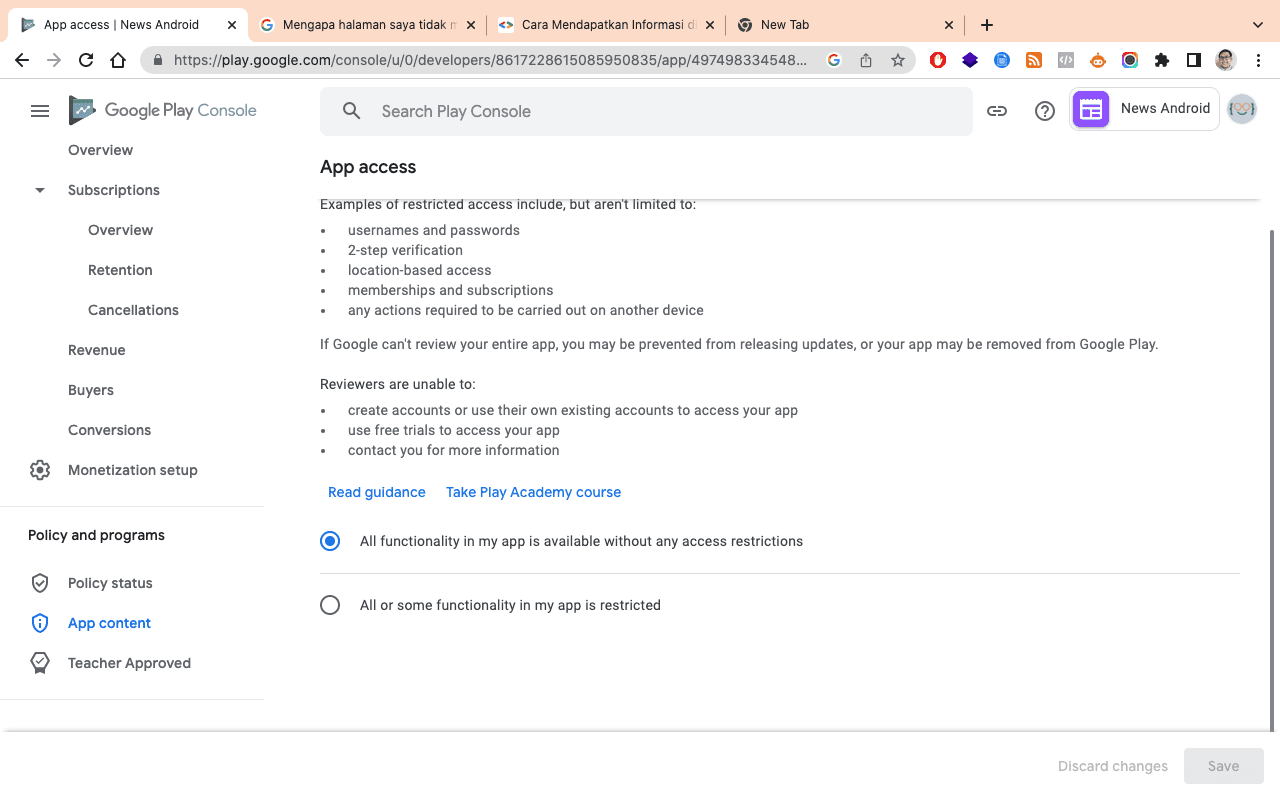 App access | News Android
Mengapa halaman saya tidak m
Cara Mendapatkan Informasi di
New Tab
https://play.google.com/console/u/0/developers/8617228615085950835/app/497498334548...
Google Play Console
Search Play Console
News Android
Overview
Subscriptions
Overview
Retention
Cancellations
Revenue
Buyers
Conversions
Monetization setup
Policy and programs
Policy status
App content
Teacher Approved
App access
Examples of restricted access include, but aren't limited to:
• usernames and passwords
• 2-step verification
• location-based access
• memberships and subscriptions
• any actions required to be carried out on another device
If Google can't review your entire app, you may be prevented from releasing updates, or your app may be removed from Google Play.
Reviewers are unable to:
• create accounts or use their own existing accounts to access your app
• use free trials to access your app
• contact you for more information
Read guidance Take Play Academy course
All functionality in my app is available without any access restrictions
All or some functionality in my app is restricted
Discard changes Save